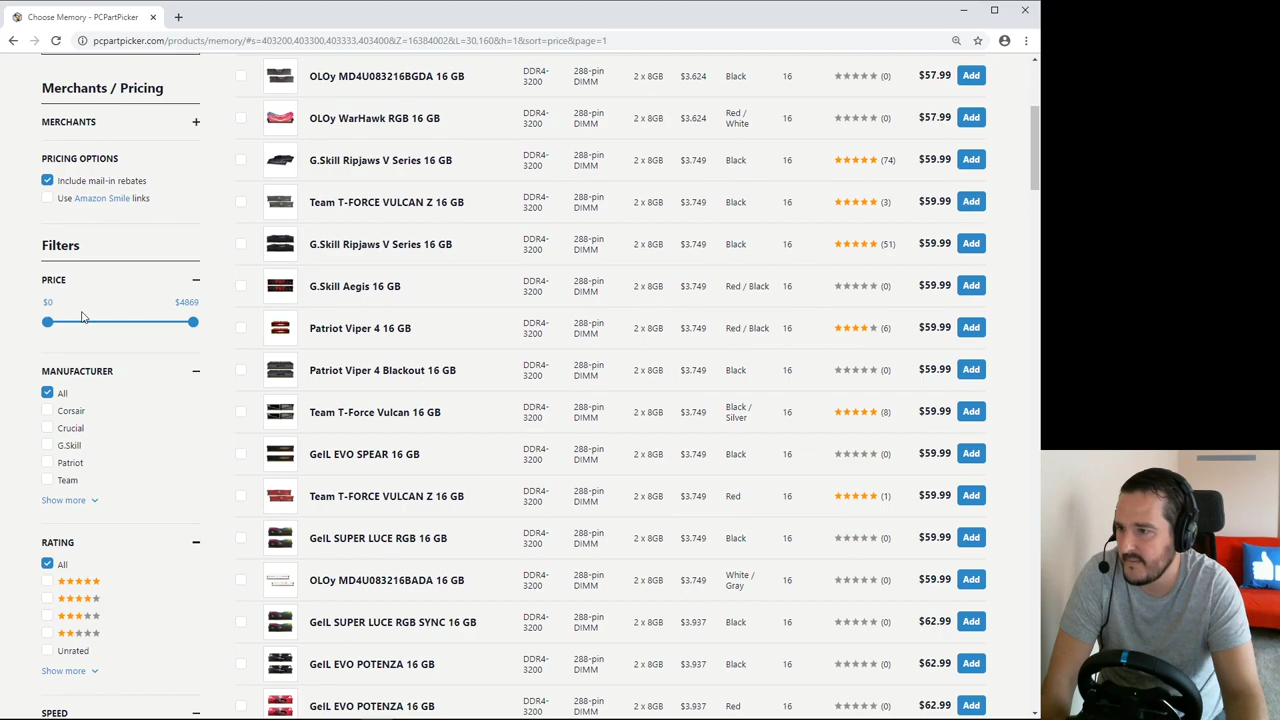 Choose Memory - PCPartPicker
pcpartpicker.com/products/memory/#s=403200,403300,403333,403400&Z=16384002&L=30,160&h=1&sort=price&page=1
Merchants / Pricing
MERCHANTS
PRICING OPTIONS
Include mail-in rebates
Use Amazon Smile links
Filters
PRICE
$0 $4869
MANUFACTURER
All
Corsair
Crucial
G.Skill
Patriot
Team
Show more
RATING
All
Unrated
Show more
SPEED
OLOy MD4U083216BGDA 16 GB DDR4-3200 288-pin DIMM 2 x 8GB $3.624 Black 16 (0) $57.99 Add
OLOy WarHawk RGB 16 GB DDR4-3200 288-pin DIMM 2 x 8GB $3.624 Red / White 16 (0) $57.99 Add
G.Skill Ripjaws V Series 16 GB DDR4-3200 288-pin DIMM 2 x 8GB $3.749 Black 16 (74) $59.99 Add
Team T-FORCE VULCAN Z 16 GB DDR4-3200 288-pin DIMM 2 x 8GB $3.749 Black 16 (3) $59.99 Add
G.Skill Ripjaws V Series 16 GB DDR4-3200 288-pin DIMM 2 x 8GB $3.749 Black 16 (51) $59.99 Add
G.Skill Aegis 16 GB DDR4-3200 288-pin DIMM 2 x 8GB $3.749 Red / Black 16 (0) $59.99 Add
Patriot Viper 4 16 GB DDR4-3200 288-pin DIMM 2 x 8GB $3.749 Red / Black 16 (6) $59.99 Add
Patriot Viper 4 Blackout 16 GB DDR4-3200 288-pin DIMM 2 x 8GB $3.749 Black 16 (0) $59.99 Add
Team T-Force Vulcan 16 GB DDR4-3200 288-pin DIMM 2 x 8GB $3.749 Black / Silver 16 (8) $59.99 Add
GeIL EVO SPEAR 16 GB DDR4-3200 288-pin DIMM 2 x 8GB $3.749 Black 16 (0) $59.99 Add
Team T-FORCE VULCAN Z 16 GB DDR4-3200 288-pin DIMM 2 x 8GB $3.749 Red 16 (1) $59.99 Add
GeIL SUPER LUCE RGB 16 GB DDR4-3200 288-pin DIMM 2 x 8GB $3.749 Black 16 (0) $59.99 Add
OLOy MD4U083216BADA 16 GB DDR4-3200 288-pin DIMM 2 x 8GB $3.749 White / Gray 16 (0) $59.99 Add
GeIL SUPER LUCE RGB SYNC 16 GB DDR4-3200 288-pin DIMM 2 x 8GB $3.937 Black 16 (0) $62.99 Add
GeIL EVO POTENZA 16 GB DDR4-3200 288-pin DIMM 2 x 8GB $3.937 Black 16 (0) $62.99 Add
GeIL EVO POTENZA 16 GB DDR4-3200 288-pin DIMM 2 x 8GB $3.937 Red 16 (0) $62.99 Add